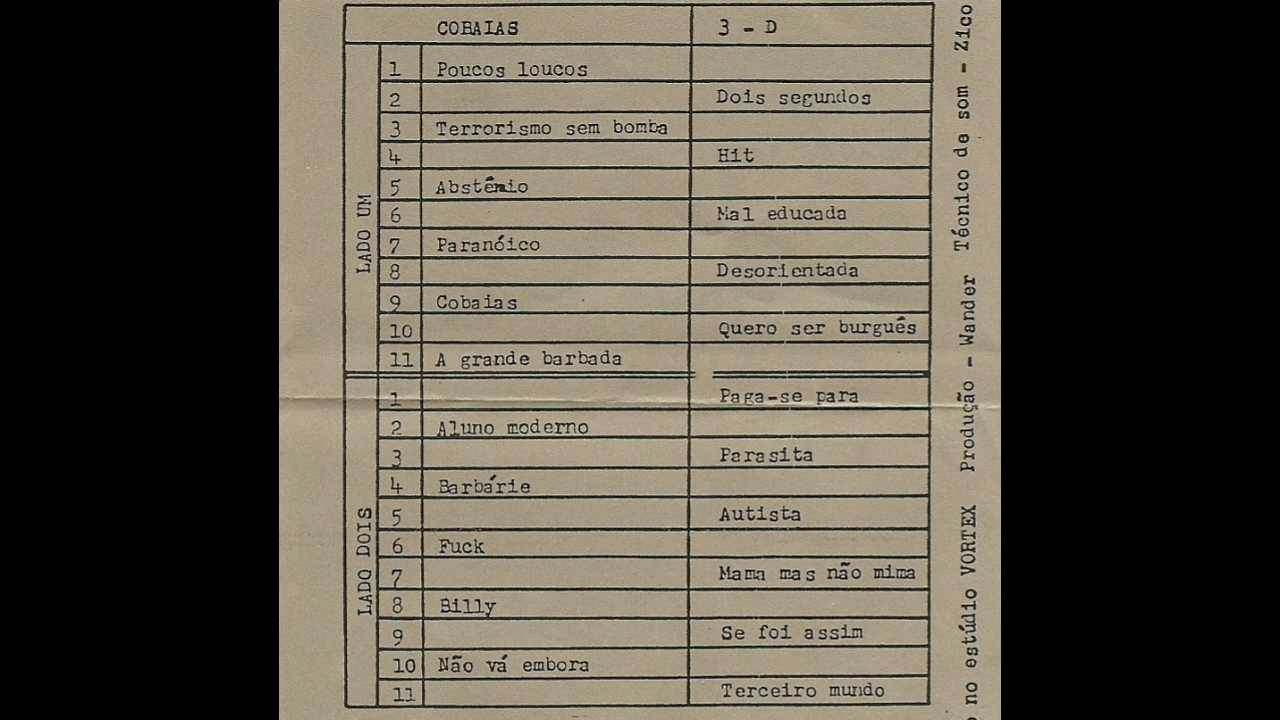 COBAIAS 3 - D
LADO UM
1 Poucos loucos
2 Dois segundos
3 Terrorismo sem bomba
4 Hit
5 Abstêmio
6 Mal educada
7 Paranóico
8 Desorientada
9 Cobaias
10 Quero ser burguês
11 A grande barbada
LADO DOIS
1 Paga-se para
2 Aluno moderno
3 Parasita
4 Barbárie
5 Autista
6 Fuck
7 Mama mas não mima
8 Billy
9 Se foi assim
10 Não vá embora
11 Terceiro mundo
no estúdio VORTEX Produção - Wander Técnico de som - Zico